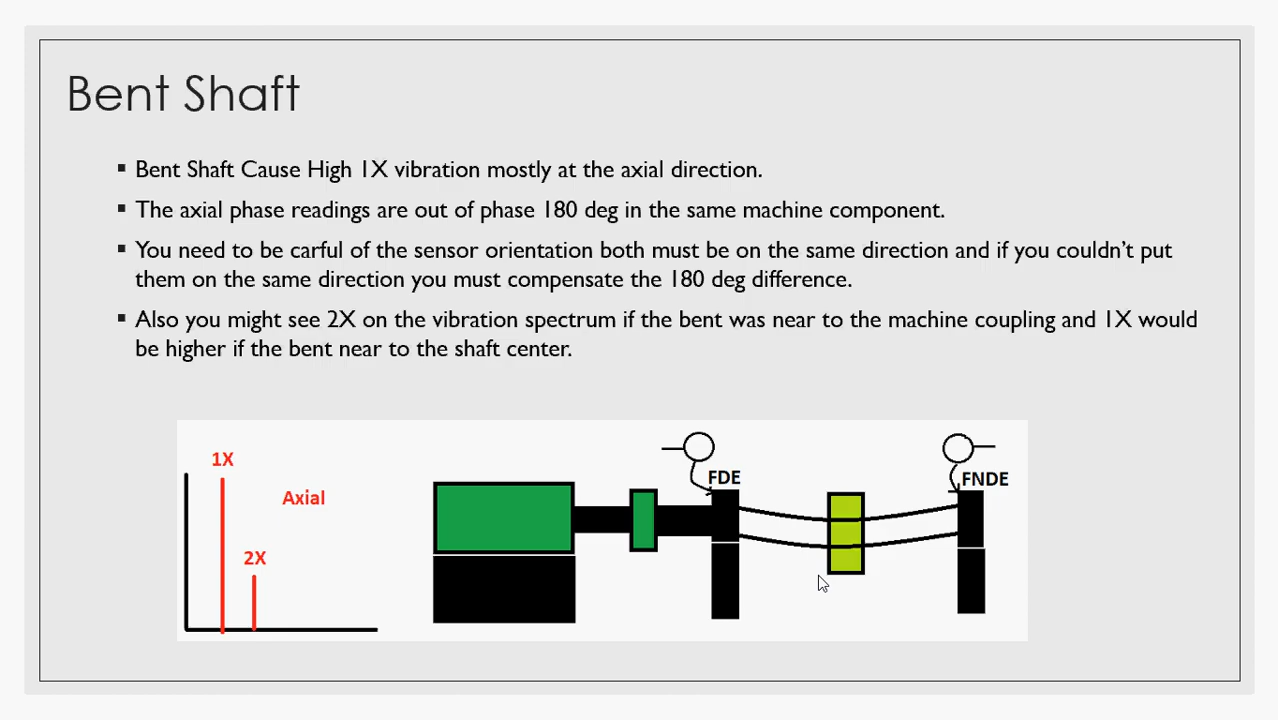 Bent Shaft
▪ Bent Shaft Cause High 1X vibration mostly at the axial direction.
▪ The axial phase readings are out of phase 180 deg in the same machine component.
▪ You need to be carful of the sensor orientation both must be on the same direction and if you couldn’t put
them on the same direction you must compensate the 180 deg difference.
▪ Also you might see 2X on the vibration spectrum if the bent was near to the machine coupling and 1X would
be higher if the bent near to the shaft center.
1X
Axial
2X
FDE
FNDE